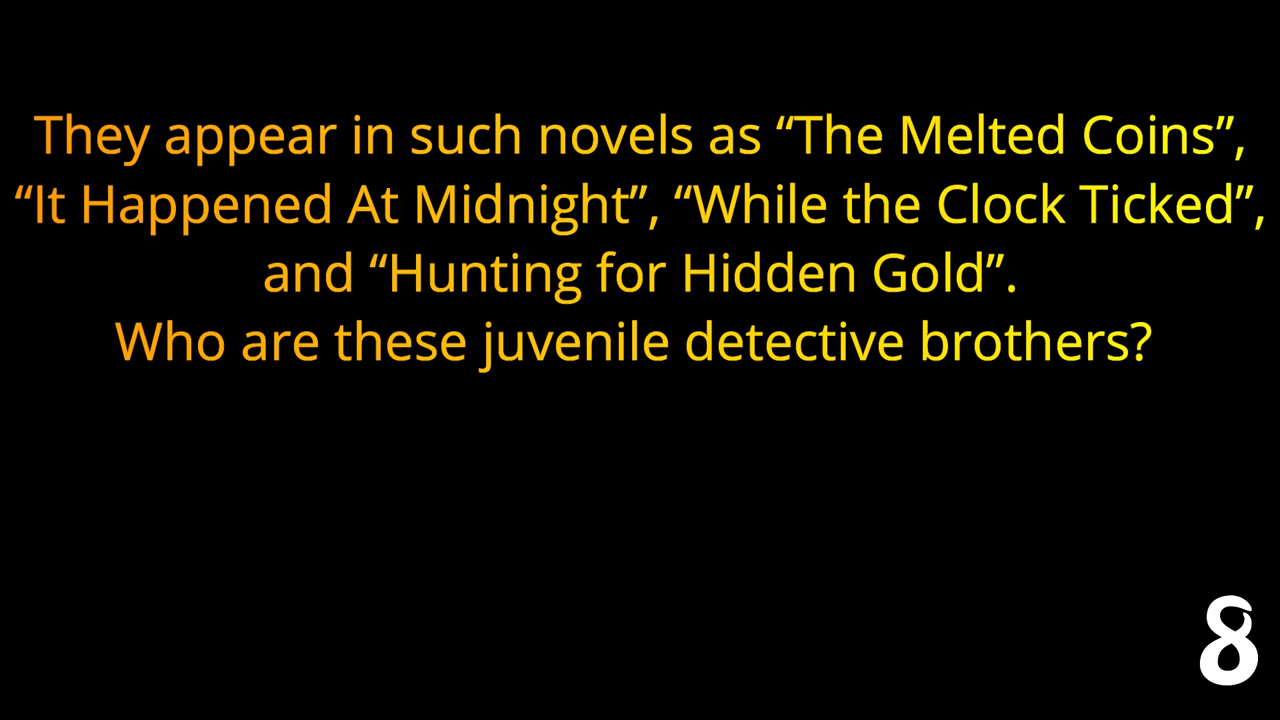 They appear in such novels as “The Melted Coins”,
“It Happened At Midnight”, “While the Clock Ticked”,
and “Hunting for Hidden Gold”.
Who are these juvenile detective brothers?
8